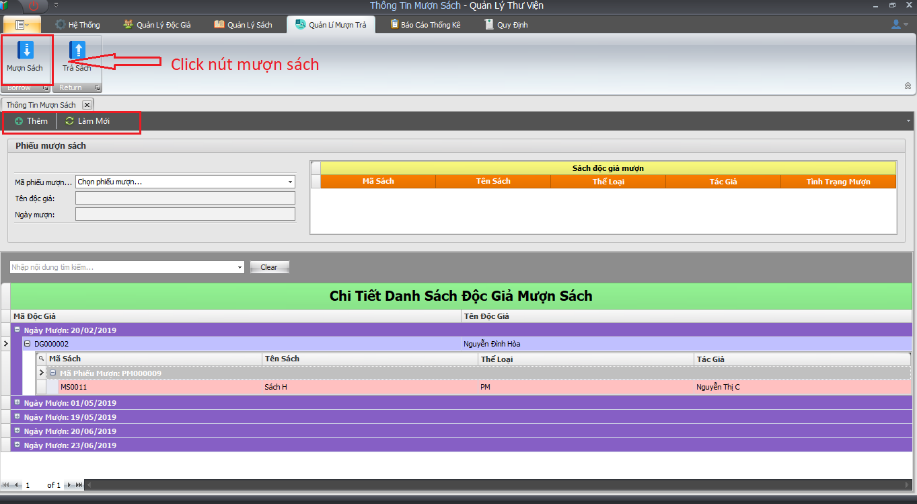 Thông Tin Mượn Sách - Quản Lý Thư Viện
Hệ Thống Quản Lý Độc Giả Quản Lý Sách Quản Lí Mượn Trả Báo Cáo Thống Kê Quy Định
Mượn Sách Trả Sách Click nút mượn sách
Return
Thông Tin Mượn Sách
Thêm Làm Mới
Phiếu mượn sách
Sách độc giả mượn
Mã Sách Tên Sách Thể Loại Tác Giả Tình Trạng Mượn
Mã phiếu mượn... Chọn phiếu mượn...
Tên độc giả:
Ngày mượn:
Nhập nội dung tìm kiếm... Clear
Chi Tiết Danh Sách Độc Giả Mượn Sách
Mã Độc Giả Tên Độc Giả
Ngày Mượn: 20/02/2019
DG000002 Nguyễn Đình Hòa
Mã Sách Tên Sách Thể Loại Tác Giả
Mã Phiếu Mượn: PM000009
MS0011 Sách H PM Nguyễn Thị C
Ngày Mượn: 01/05/2019
Ngày Mượn: 19/05/2019
Ngày Mượn: 20/06/2019
Ngày Mượn: 23/06/2019
1 of 1